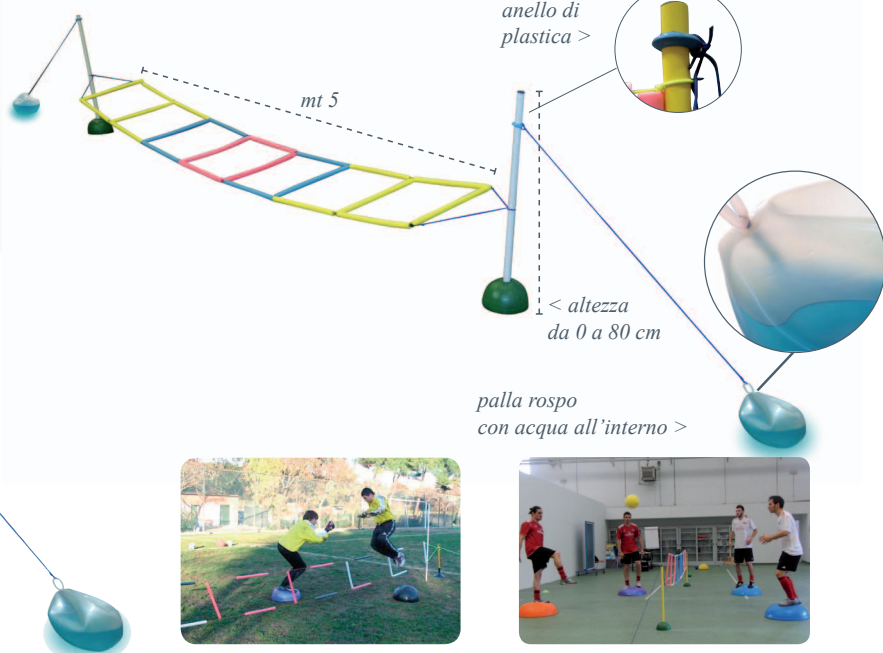 anello di
plastica >
mt 5
< altezza
da 0 a 80 cm
palla rospo
con acqua all’interno >